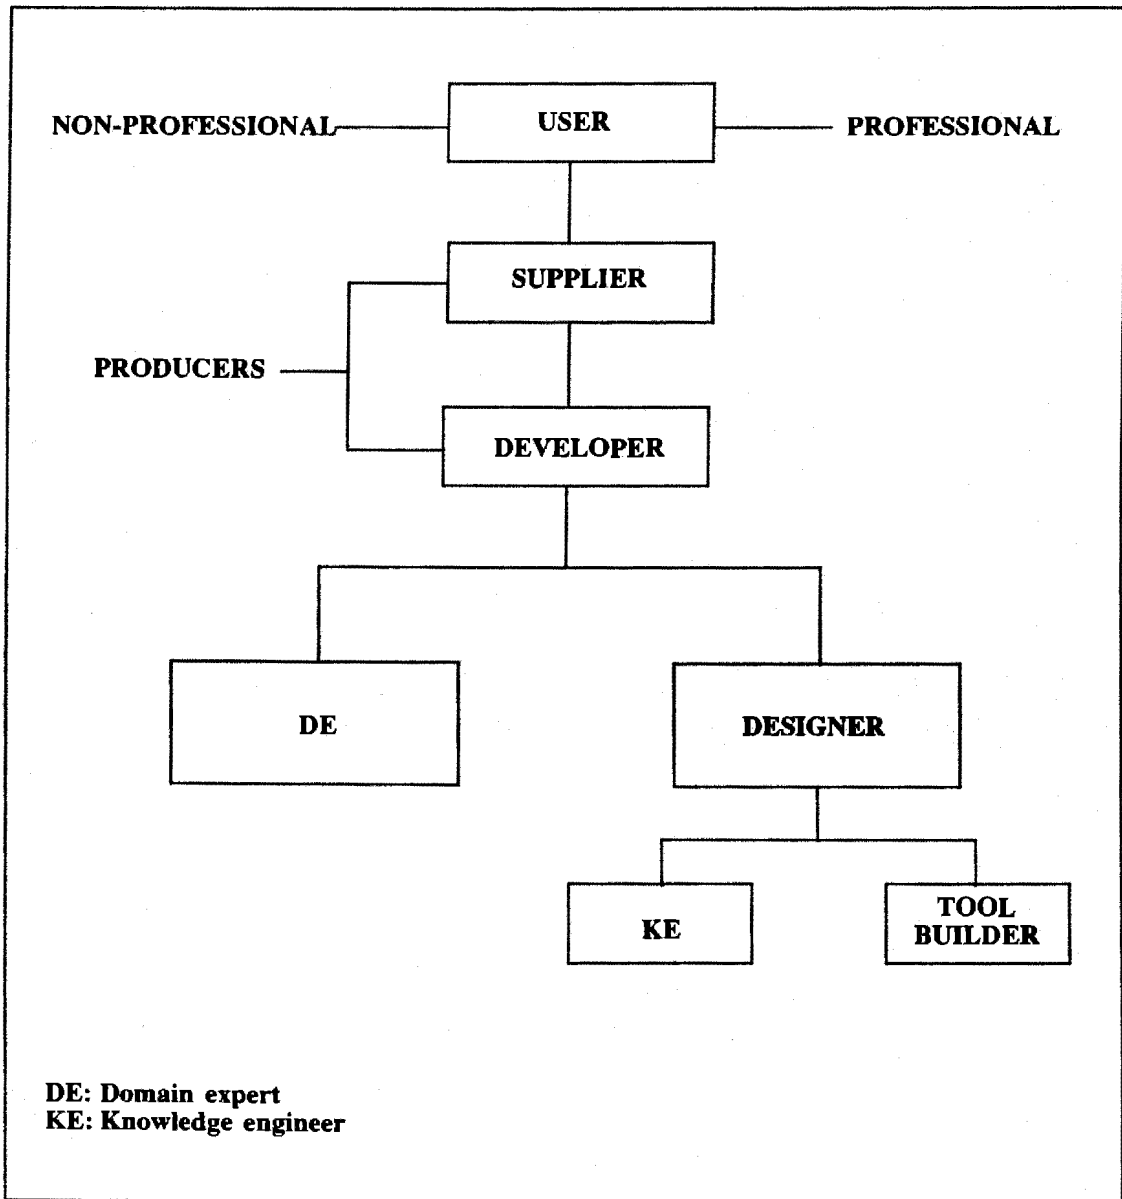 NON-PROFESSIONAL
USER
PROFESSIONAL
SUPPLIER
PRODUCERS
DEVELOPER
DE
DESIGNER
KE
TOOL
BUILDER
DE: Domain expert
KE: Knowledge engineer